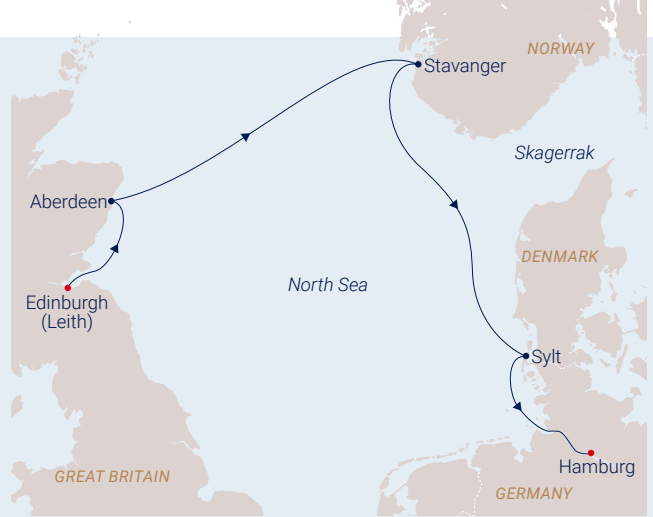 NORWAY
Stavanger
Skagerrak
Aberdeen
DENMARK
North Sea
Edinburgh
(Leith)
Sylt
Hamburg
GREAT BRITAIN
GERMANY